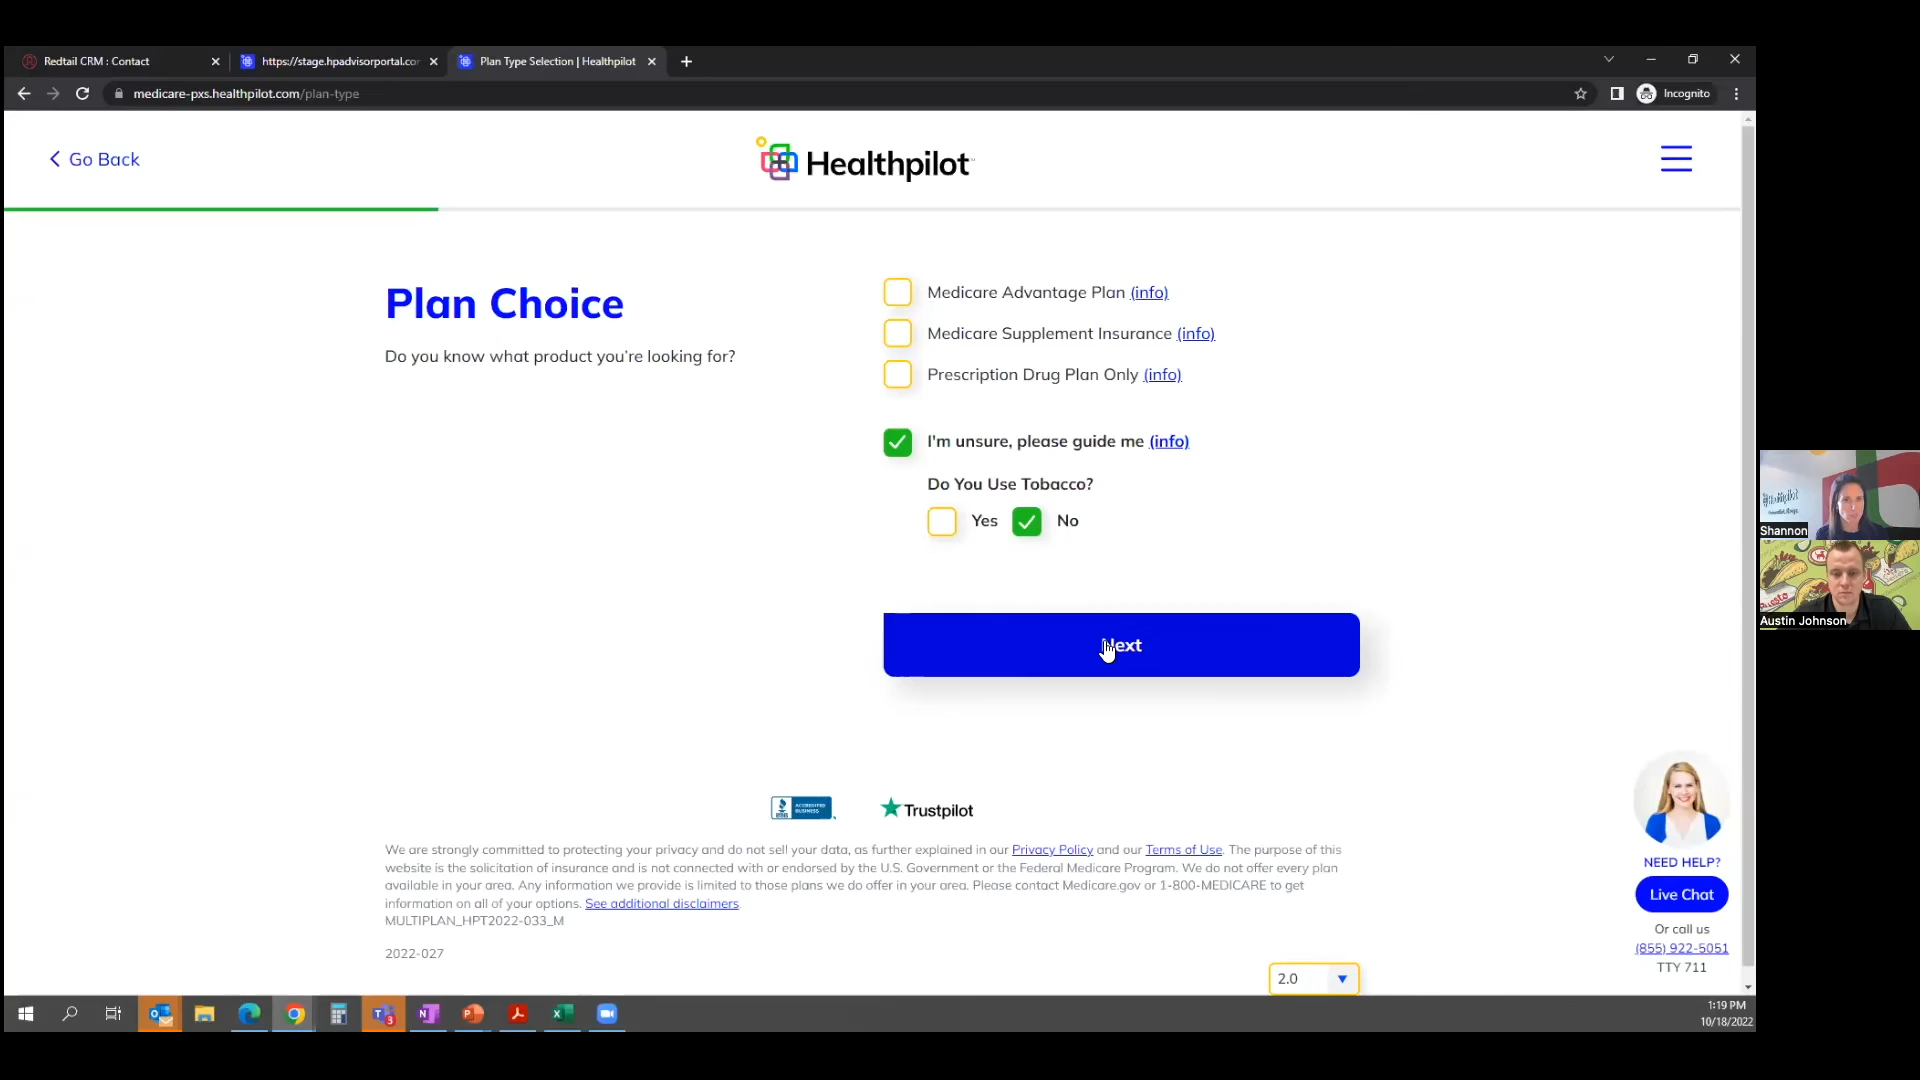 Redtail CRM : Contact
https://stage.hpadvisorportal.co
Plan Type Selection | Healthpilot
medicare-pxs.healthpilot.com/plan-type
Incognito
Go Back
Healthpilot
Plan Choice
Do you know what product you're looking for?
Medicare Advantage Plan (info)
Medicare Supplement Insurance (info)
Prescription Drug Plan Only (info)
I'm unsure, please guide me (info)
Do You Use Tobacco?
Yes
No
Next
Shannon
Austin Johnson
ACCREDITED
BUSINESS
BBB
Trustpilot
We are strongly committed to protecting your privacy and do not sell your data, as further explained in our Privacy Policy and our Terms of Use. The purpose of this
website is the solicitation of insurance and is not connected with or endorsed by the U.S. Government or the Federal Medicare Program. We do not offer every plan
available in your area. Any information we provide is limited to those plans we do offer in your area. Please contact Medicare.gov or 1-800-MEDICARE to get
information on all of your options. See additional disclaimers.
MULTIPLAN_HPT2022-033_M
2022-027
2.0
NEED HELP?
Live Chat
Or call us
(855) 922-5051
TTY 711
1:19 PM
10/18/2022